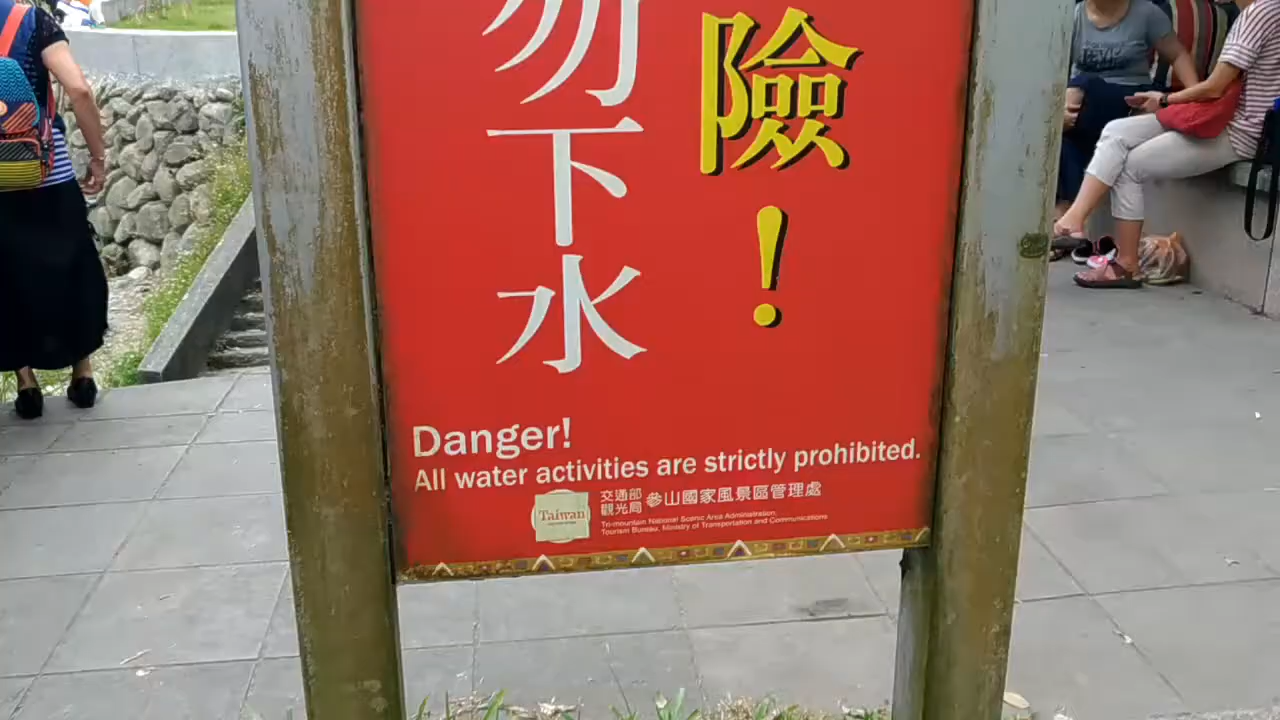 險！
勿下水
Danger!
All water activities are strictly prohibited.
Taiwan
交通部
觀光局
參山國家風景區管理處
Tri-mountain National Scenic Area Administration,
Tourism Bureau, Ministry of Transportation and Communications